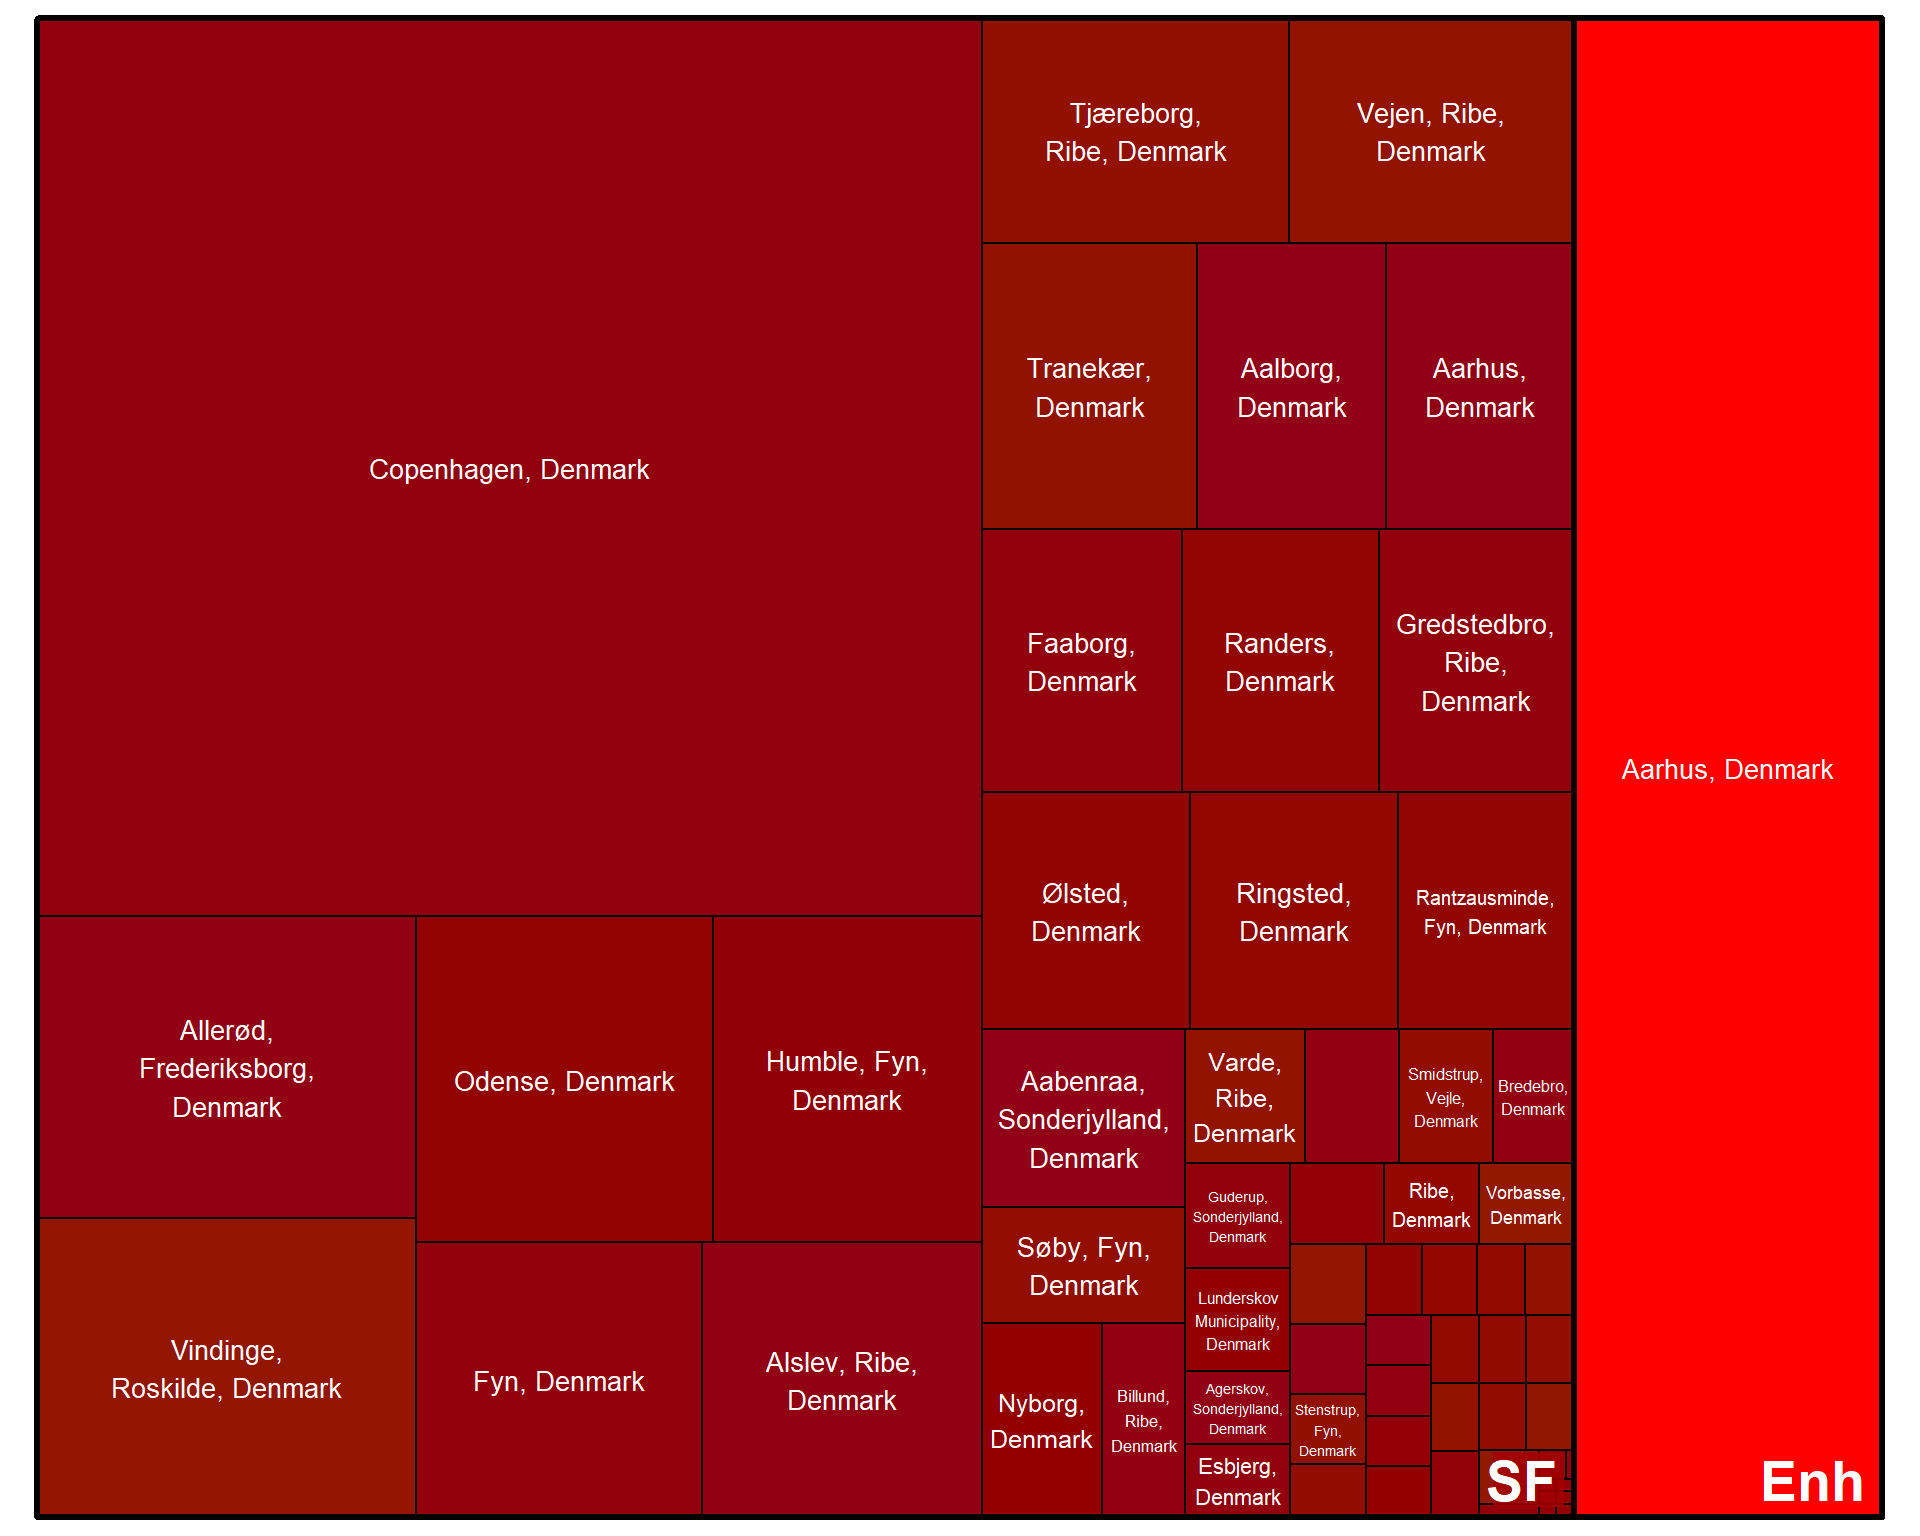 Tjæreborg,
Ribe, Denmark
Vejen, Ribe,
Denmark
Copenhagen, Denmark
Tranekær,
Denmark
Aalborg,
Denmark
Aarhus,
Denmark
Faaborg,
Denmark
Randers,
Denmark
Gredstedbro,
Ribe,
Denmark
Aarhus, Denmark
Ølsted,
Denmark
Ringsted,
Denmark
Rantzausminde,
Fyn, Denmark
Allerød,
Frederiksborg,
Denmark
Odense, Denmark
Humble, Fyn,
Denmark
Aabenraa,
Sonderjylland,
Denmark
Varde,
Ribe,
Denmark
Smidstrup,
Vejle,
Denmark
Bredebro,
Denmark
Guderup,
Sonderjylland,
Denmark
Ribe,
Denmark
Vorbasse,
Denmark
Søby, Fyn,
Denmark
Lunderskov
Municipality,
Denmark
Vindinge,
Roskilde, Denmark
Fyn, Denmark
Alslev, Ribe,
Denmark
Nyborg,
Denmark
Billund,
Ribe,
Denmark
Agerskov,
Sonderjylland,
Denmark
Stenstrup,
Fyn,
Denmark
Esbjerg,
Denmark
SF
Enh